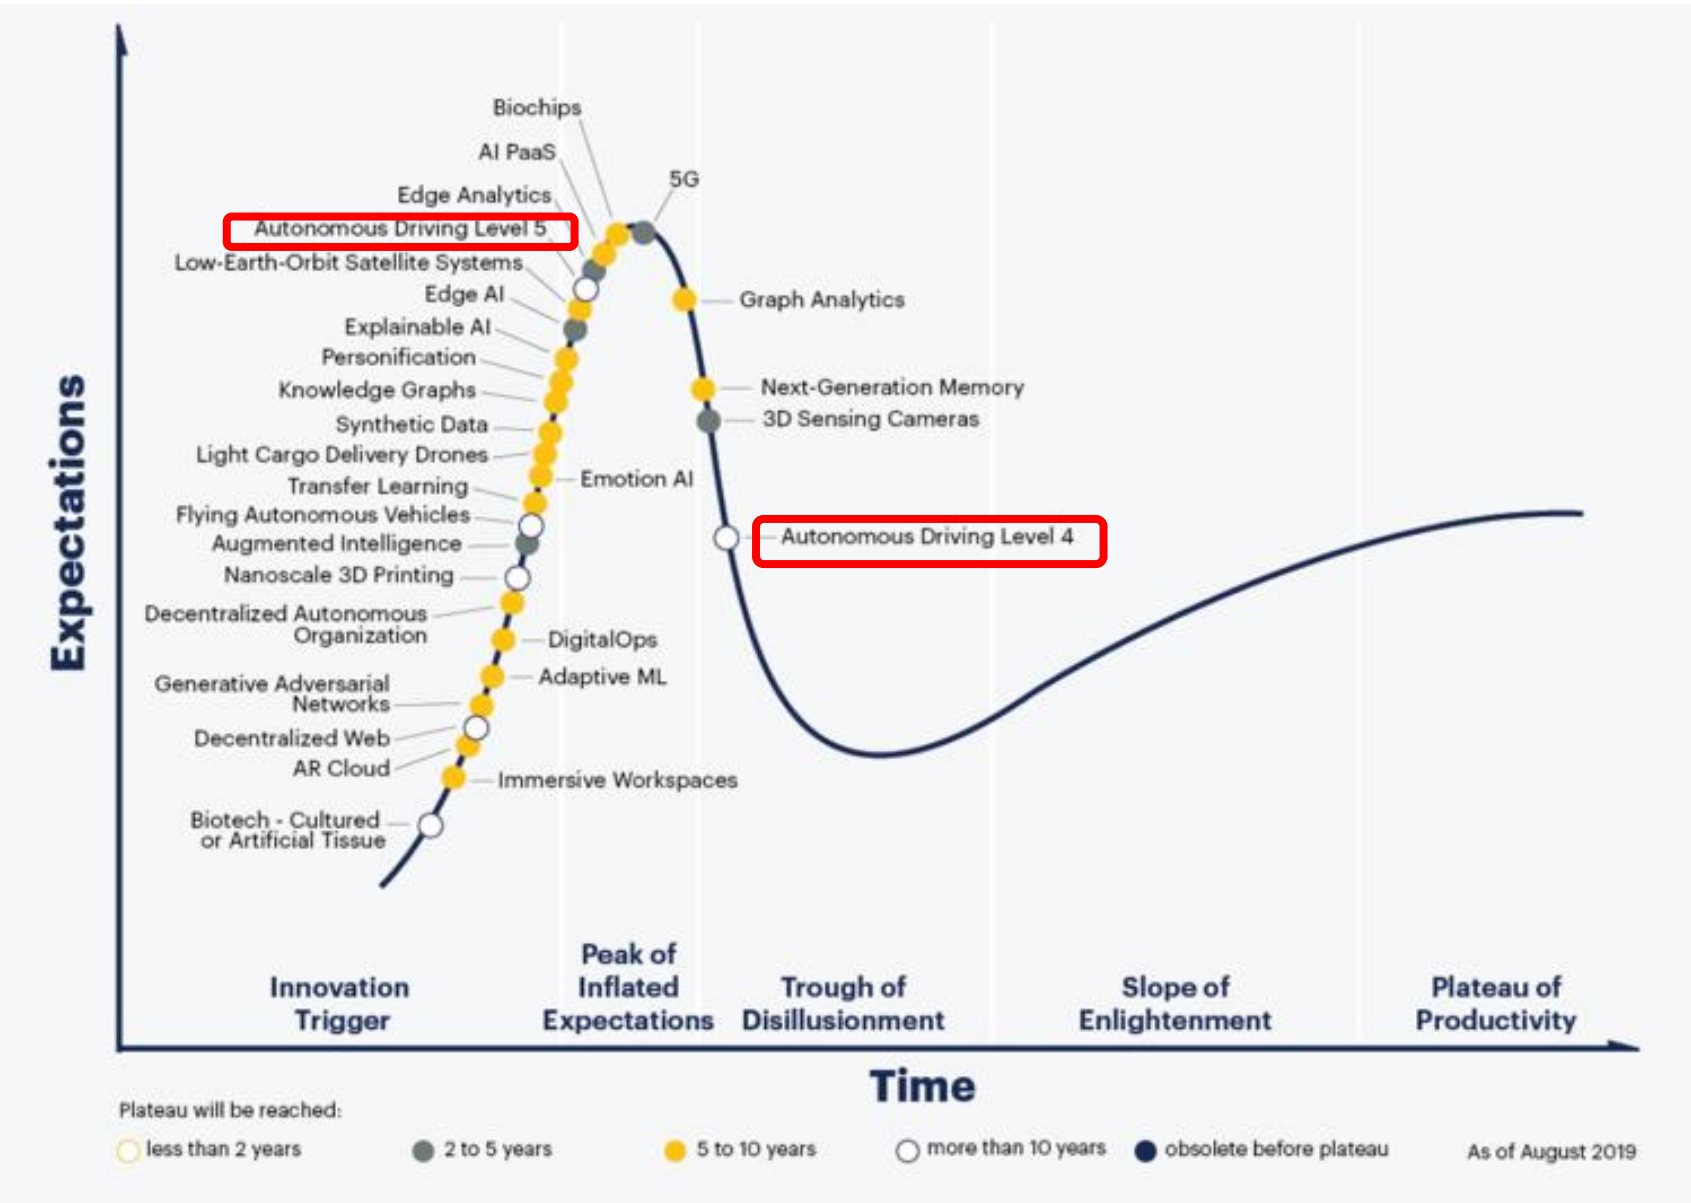 Biochips
AI PaaS
5G
Edge Analytics
Autonomous Driving Level 5
Low-Earth-Orbit Satellite Systems
Edge AI
Graph Analytics
Explainable AI
Personification
Knowledge Graphs
Next-Generation Memory
Synthetic Data
3D Sensing Cameras
Light Cargo Delivery Drones
Emotion AI
Transfer Learning
Flying Autonomous Vehicles
Augmented Intelligence
Autonomous Driving Level 4
Nanoscale 3D Printing
Decentralized Autonomous
Organization
DigitalOps
Adaptive ML
Generative Adversarial
Networks
Decentralized Web
AR Cloud
Immersive Workspaces
Biotech - Cultured
or Artificial Tissue
Expectations
Innovation
Trigger
Peak of
Inflated
Expectations
Trough of
Disillusionment
Slope of
Enlightenment
Plateau of
Productivity
Time
Plateau will be reached:
less than 2 years
2 to 5 years
5 to 10 years
more than 10 years
obsolete before plateau
As of August 2019